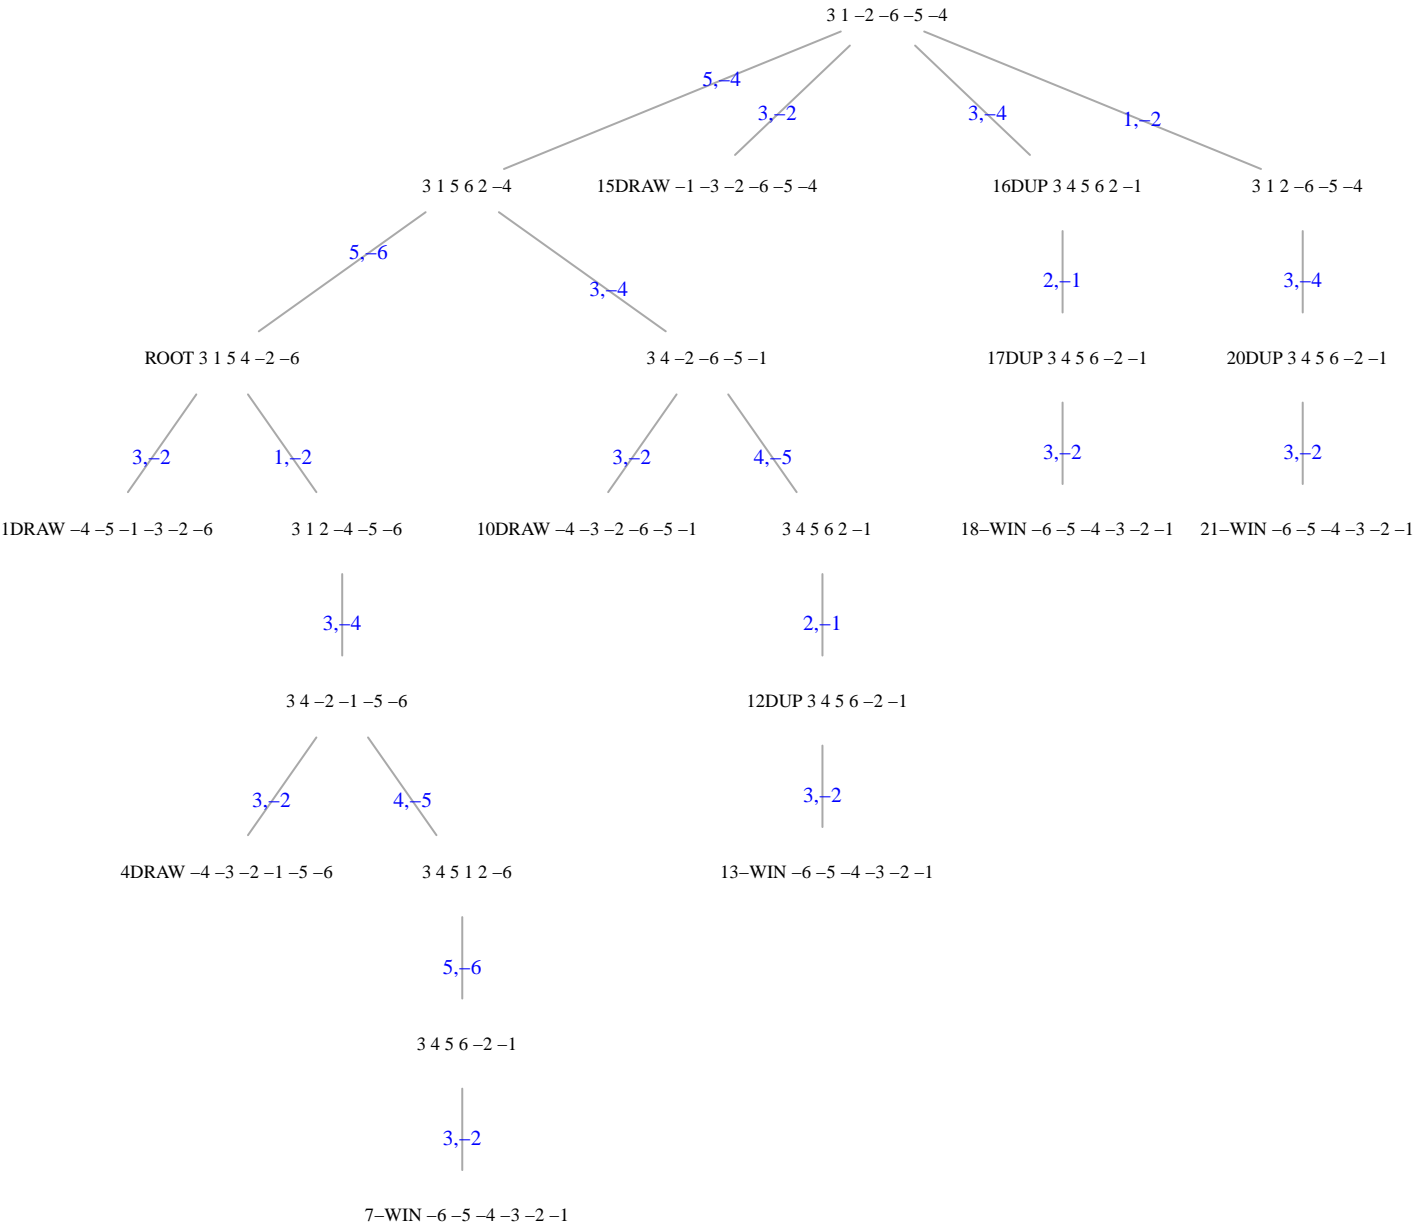 3 1 –2 –6 –5 –4
5,–4
3,–2
3,–4
1,–2
3 1 5 6 2 –4
15DRAW –1 –3 –2 –6 –5 –4
16DUP 3 4 5 6 2 –1
3 1 2 –6 –5 –4
5,–6
3,–4
2,–1
3,–4
ROOT 3 1 5 4 –2 –6
3 4 –2 –6 –5 –1
17DUP 3 4 5 6 –2 –1
20DUP 3 4 5 6 –2 –1
3,–2
1,–2
3,–2
4,–5
3,–2
3,–2
1DRAW –4 –5 –1 –3 –2 –6
3 1 2 –4 –5 –6
10DRAW –4 –3 –2 –6 –5 –1
3 4 5 6 2 –1
18–WIN –6 –5 –4 –3 –2 –1
21–WIN –6 –5 –4 –3 –2 –1
3,–4
2,–1
3 4 –2 –1 –5 –6
12DUP 3 4 5 6 –2 –1
3,–2
4,–5
3,–2
4DRAW –4 –3 –2 –1 –5 –6
3 4 5 1 2 –6
13–WIN –6 –5 –4 –3 –2 –1
5,–6
3 4 5 6 –2 –1
3,–2
7–WIN –6 –5 –4 –3 –2 –1